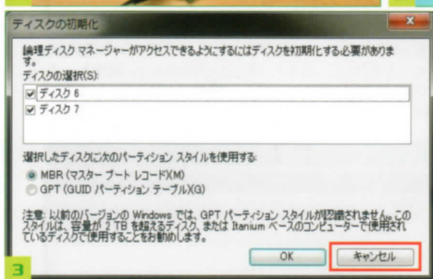 ディスクの初期化
論理ディスク マネージャーがアクセスできるようにするにはディスクを初期化する必要がありま
す。
ディスクの選択(S):
ディスク 6
ディスク 7
選択したディスクに次のパーティション スタイルを使用する:
MBR (マスター ブート レコード)(M)
GPT (GUID パーティション テーブル)(G)
注意: 以前のバージョンの Windows では、GPT パーティション スタイルが認識されません。この
スタイルは、容量が 2 TB を超えるディスク、または Itanium ベースのコンピューターで使用され
ているディスクで使用することをお勧めします。
OK キャンセル
3